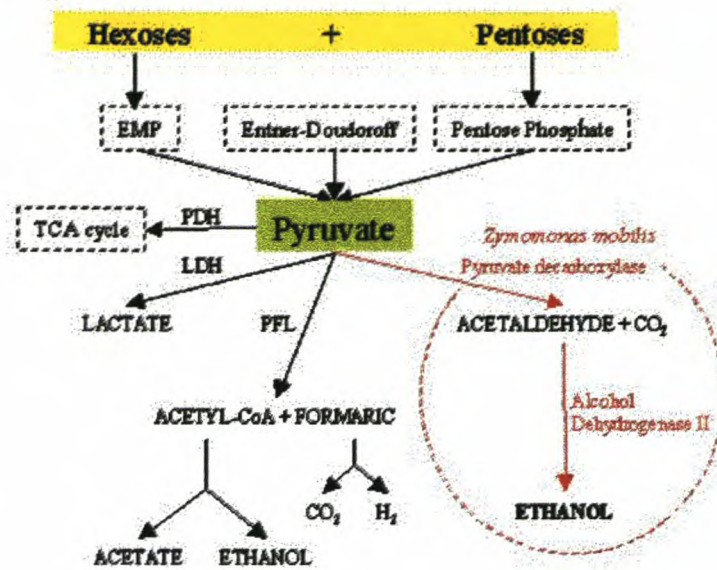 Hexoses + Pentoses
EMP
Entner-Doudoroff
Pentose Phosphate
Pyruvate
PDH
TCA cycle
LDH
LACTATE
PFL
Zymomonas mobilis
Pyruvate decarboxylase
ACETALDEHYDE + CO₂
Alcohol
Dehydrogenase II
ETHANOL
ACETYL-CoA + FORMARIC
CO₂
H₂
ACETATE
ETHANOL